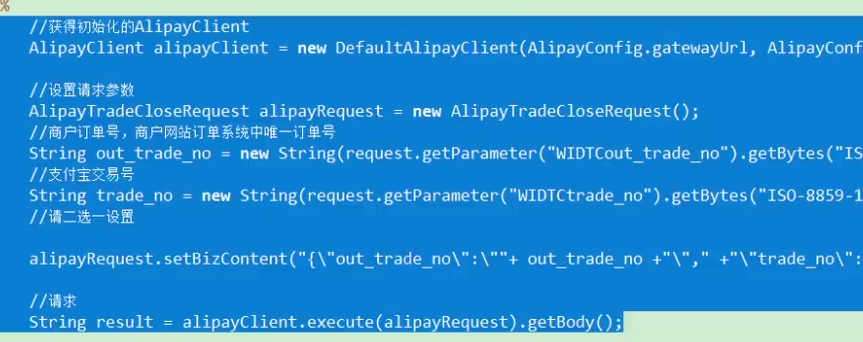 %
//获得初始化的AlipayClient
AlipayClient alipayClient = new DefaultAlipayClient(AlipayConfig.gatewayUrl, AlipayConf
//设置请求参数
AlipayTradeCloseRequest alipayRequest = new AlipayTradeCloseRequest();
//商户订单号，商户网站订单系统中唯一订单号
String out_trade_no = new String(request.getParameter("WIDTCout_trade_no").getBytes("IS
//支付宝交易号
String trade_no = new String(request.getParameter("WIDTCtrade_no").getBytes("ISO-8859-1
//请二选一设置
alipayRequest.setBizContent("{\"out_trade_no\":\""+ out_trade_no +"\"," +"\"trade_no\":
//请求
String result = alipayClient.execute(alipayRequest).getBody();